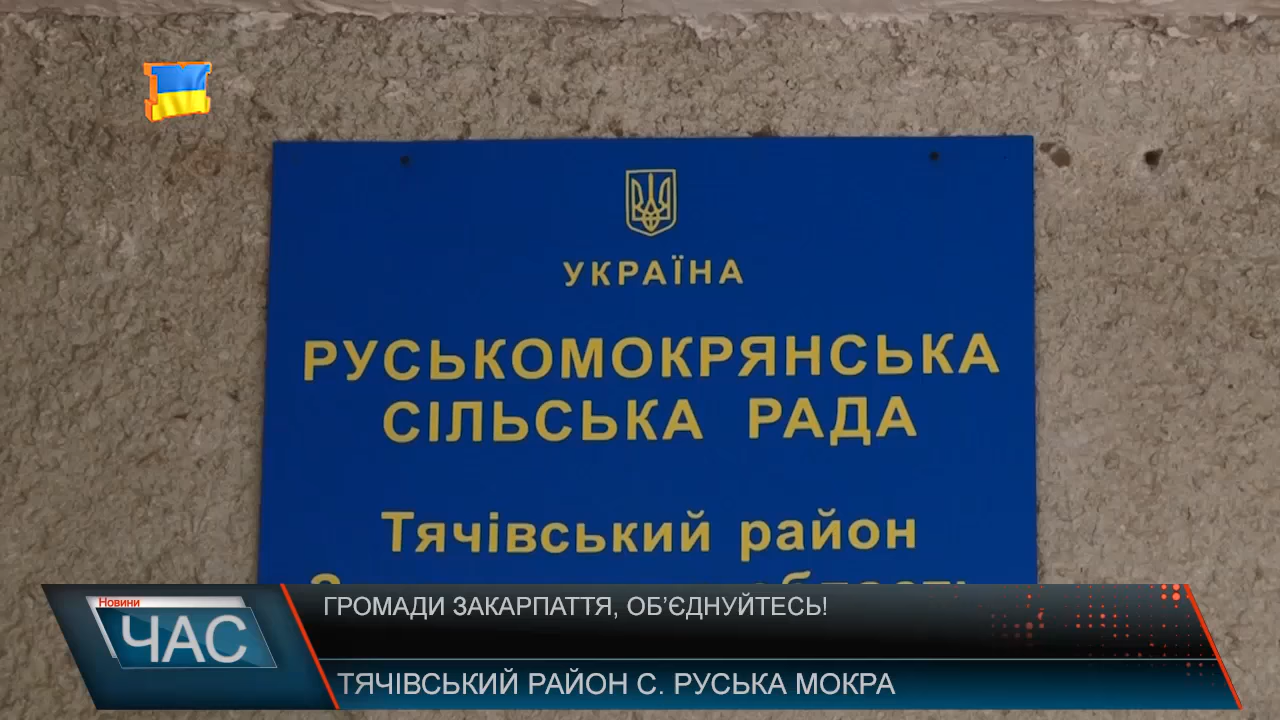 УКРАЇНА
РУСЬКОМОКРЯНСЬКА
СІЛЬСЬКА РАДА
Тячівський район
Новини
ЧАС
ГРОМАДИ ЗАКАРПАТТЯ, ОБ’ЄДНУЙТЕСЬ!
ТЯЧІВСЬКИЙ РАЙОН С. РУСЬКА МОКРА